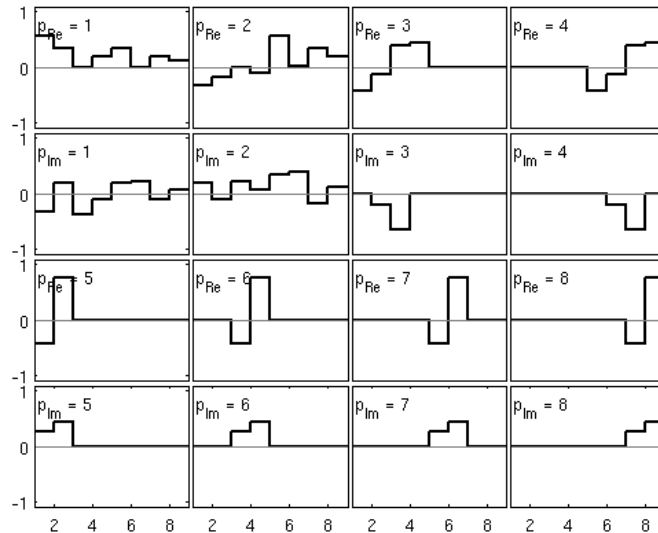 1
p_Re = 1
p_Re = 2
p_Re = 3
p_Re = 4
0
-1
1
p_Im = 1
p_Im = 2
p_Im = 3
p_Im = 4
0
-1
1
p_Re = 5
p_Re = 6
p_Re = 7
p_Re = 8
0
-1
1
p_Im = 5
p_Im = 6
p_Im = 7
p_Im = 8
0
-1
2 4 6 8 2 4 6 8 2 4 6 8 2 4 6 8